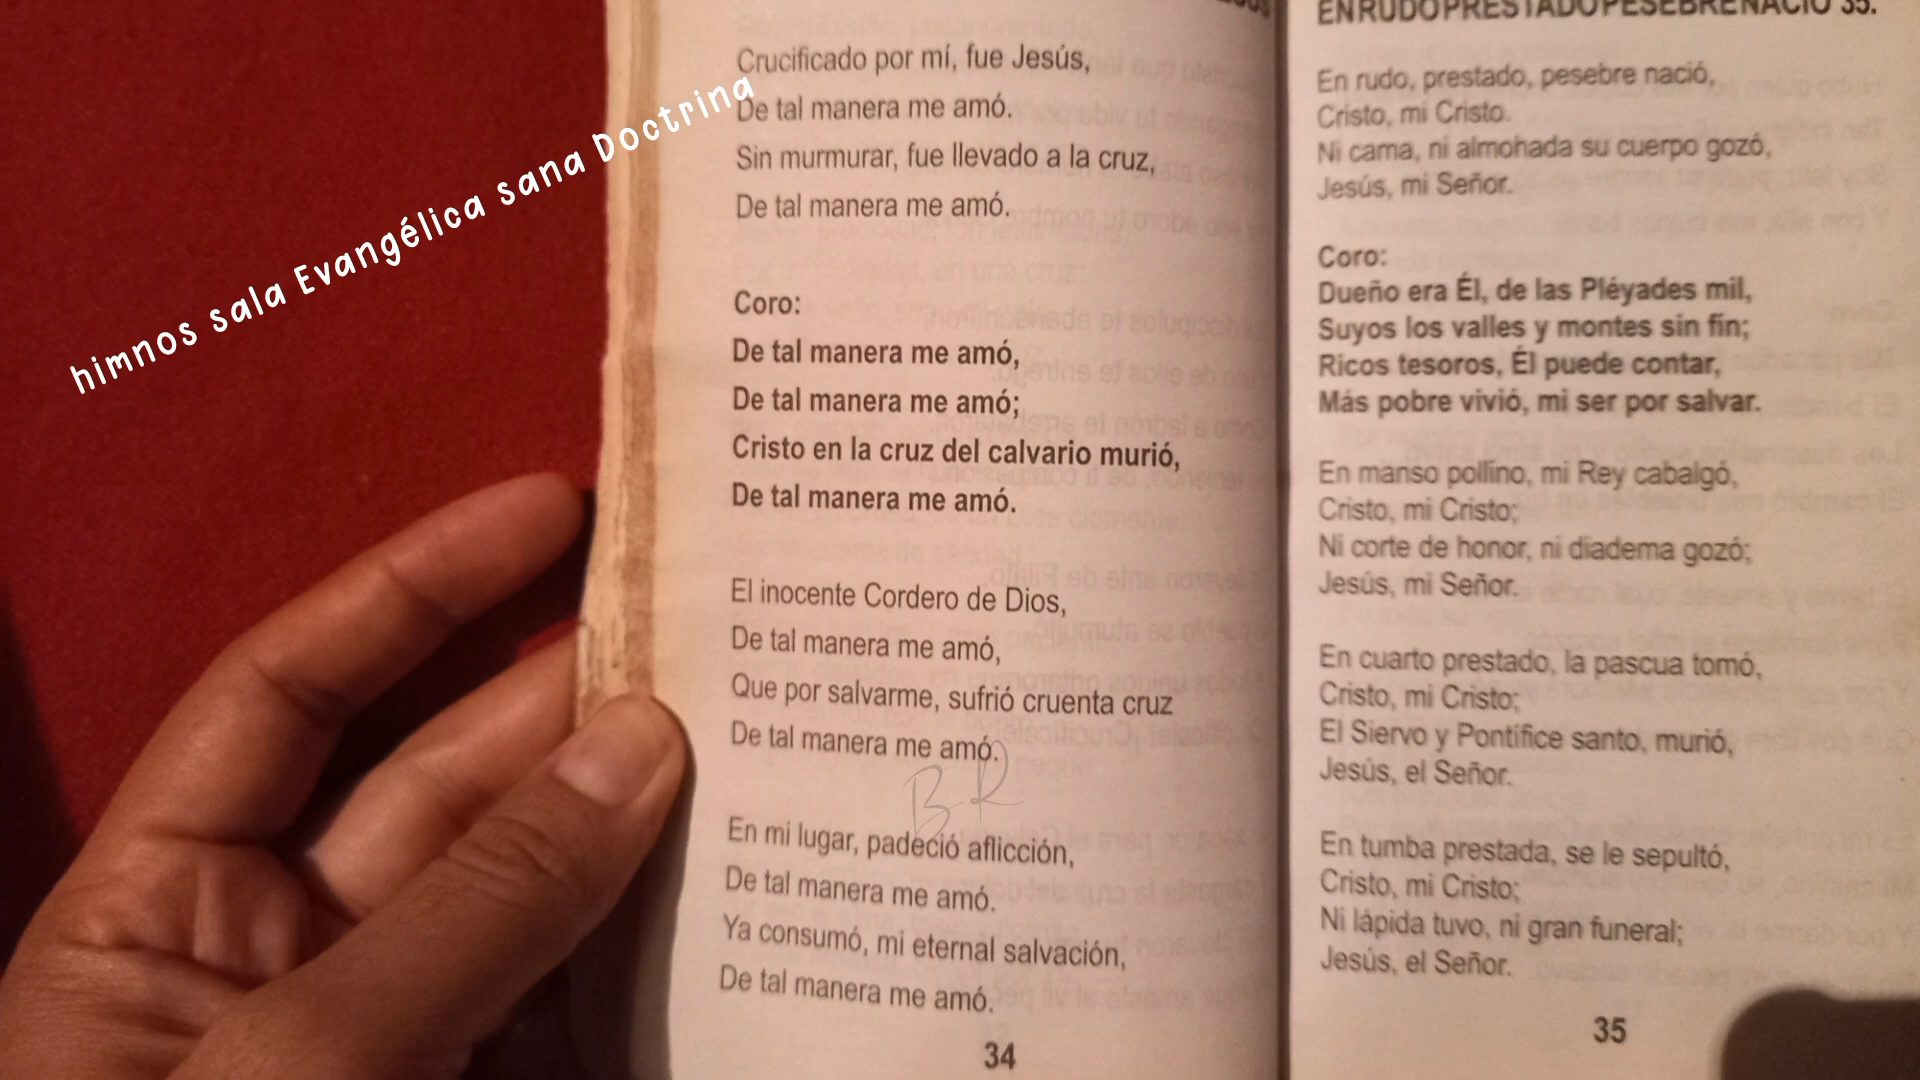 himnos sala Evangélica sana Doctrina
Crucificado por mí, fue Jesús,
De tal manera me amó.
Sin murmurar, fue llevado a la cruz,
De tal manera me amó.
Coro:
De tal manera me amó,
De tal manera me amó;
Cristo en la cruz del calvario murió,
De tal manera me amó.
El inocente Cordero de Dios,
De tal manera me amó,
Que por salvarme, sufrió cruenta cruz
De tal manera me amó.
B R
En mi lugar, padeció aflicción,
De tal manera me amó.
Ya consumó, mi eternal salvación,
De tal manera me amó.
34
EN RUDO PRESTADO PESEBRE NACIO 35.
En rudo, prestado, pesebre nació,
Cristo, mi Cristo.
Ni cama, ni almohada su cuerpo gozó,
Jesús, mi Señor.
Coro:
Dueño era Él, de las Pléyades mil,
Suyos los valles y montes sin fin;
Ricos tesoros, Él puede contar,
Más pobre vivió, mi ser por salvar.
En manso pollino, mi Rey cabalgó,
Cristo, mi Cristo;
Ni corte de honor, ni diadema gozó;
Jesús, mi Señor.
En cuarto prestado, la pascua tomó,
Cristo, mi Cristo;
El Siervo y Pontífice santo, murió,
Jesús, el Señor.
En tumba prestada, se le sepultó,
Cristo, mi Cristo;
Ni lápida tuvo, ni gran funeral;
Jesús, el Señor.
35